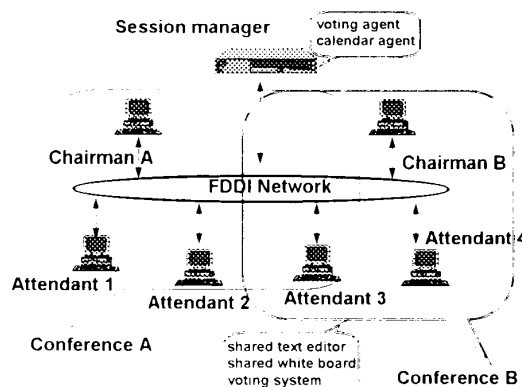 Session manager
voting agent
calendar agent
Chairman A
Chairman B
FDDI Network
Attendant 1
Attendant 2
Attendant 3
Attendant 4
Conference A
shared text editor
shared white board
voting system
Conference B